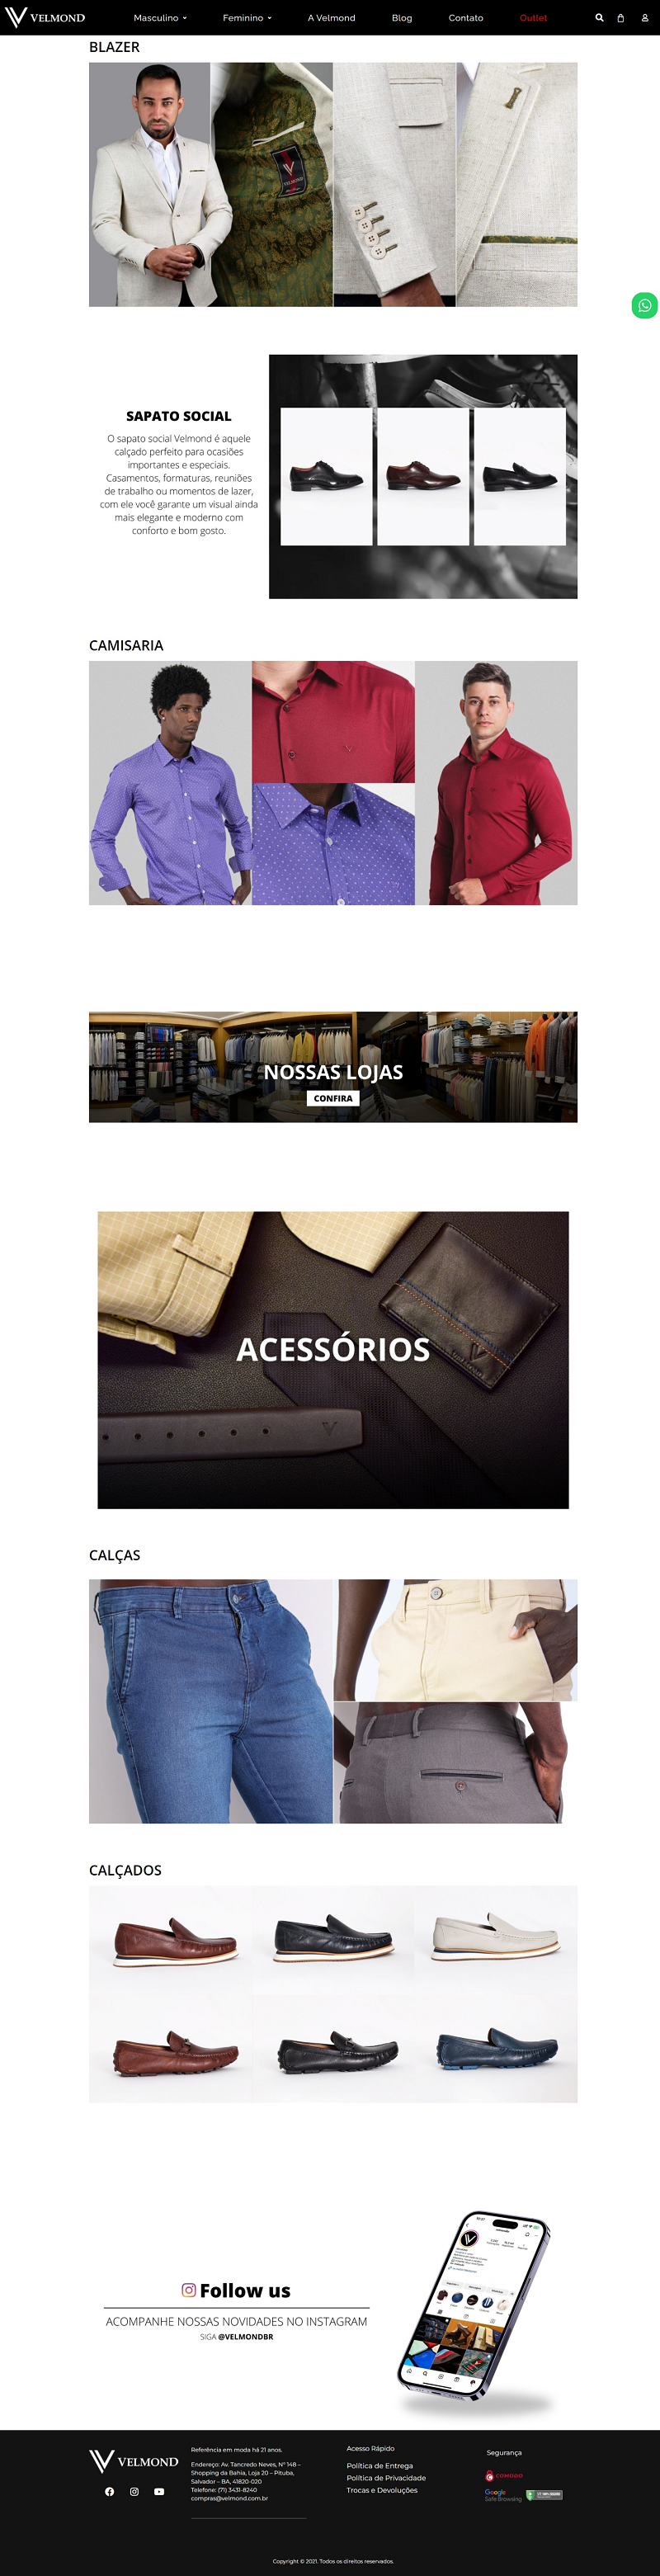 VELMOND
Masculino
Feminino
A Velmond
Blog
Contato
Outlet
BLAZER
VELMOND
SAPATO SOCIAL
O sapato social Velmond é aquele
calçado perfeito para ocasiões
importantes e especiais.
Casamentos, formaturas, reuniões
de trabalho ou momentos de lazer,
com ele você garante um visual ainda
mais elegante e moderno com
conforto e bom gosto.
CAMISARIA
NOSSAS LOJAS
CONFIRA
ACESSÓRIOS
CALÇAS
CALÇADOS
Follow us
ACOMPANHE NOSSAS NOVIDADES NO INSTAGRAM
SIGA @VELMONDBR
VELMOND
Referência em moda há 21 anos.
Endereço: Av. Tancredo Neves, Nº 148 –
Shopping da Bahia, Loja 20 – Pituba,
Salvador – BA, 41820-020
Telefone: (71) 3431-8240
compras@velmond.com.br
Acesso Rápido
Política de Entrega
Política de Privacidade
Trocas e Devoluções
Segurança
COMODO
Google
Safe Browsing
Copyright © 2021. Todos os direitos reservados.